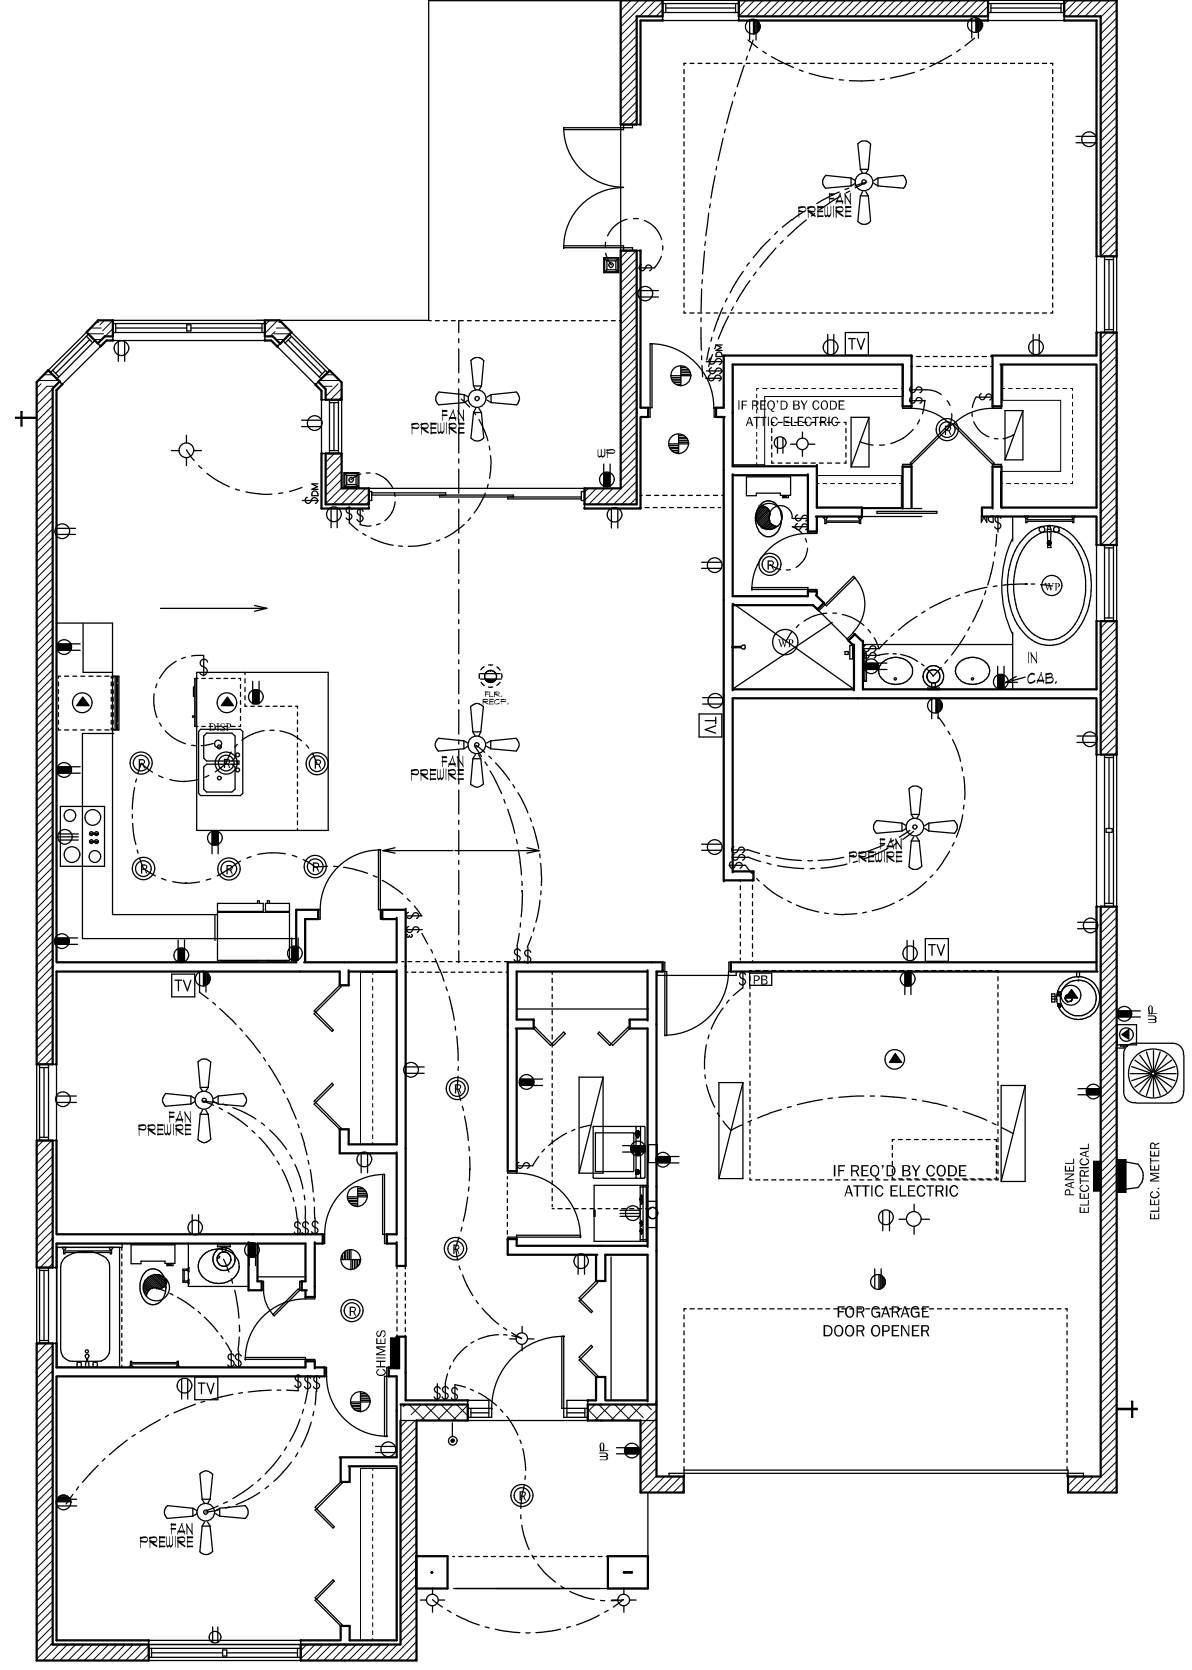 FAN
PREWIRE
$
$$$DM
TV
IF REQ'D BY CODE
ATTIC ELECTRIC
$$
$
R
FAN
PREWIRE
WP
$DM
$$
$$
R
WP
WP
IN
CAB.
$
FLR.
RECP.
TV
DISP
R
R
R
FAN
PREWIRE
FAN
PREWIRE
$$$
R
R
R
$
$3
$$
TV
TV
$
PB
WP
FAN
PREWIRE
R
$
IF REQ'D BY CODE
ATTIC ELECTRIC
PANEL
ELECTRICAL
ELEC. METER
$$$
R
R
FOR GARAGE
DOOR OPENER
CHIMES
$$
TV
$$$
$$$
WP
R
FAN
PREWIRE